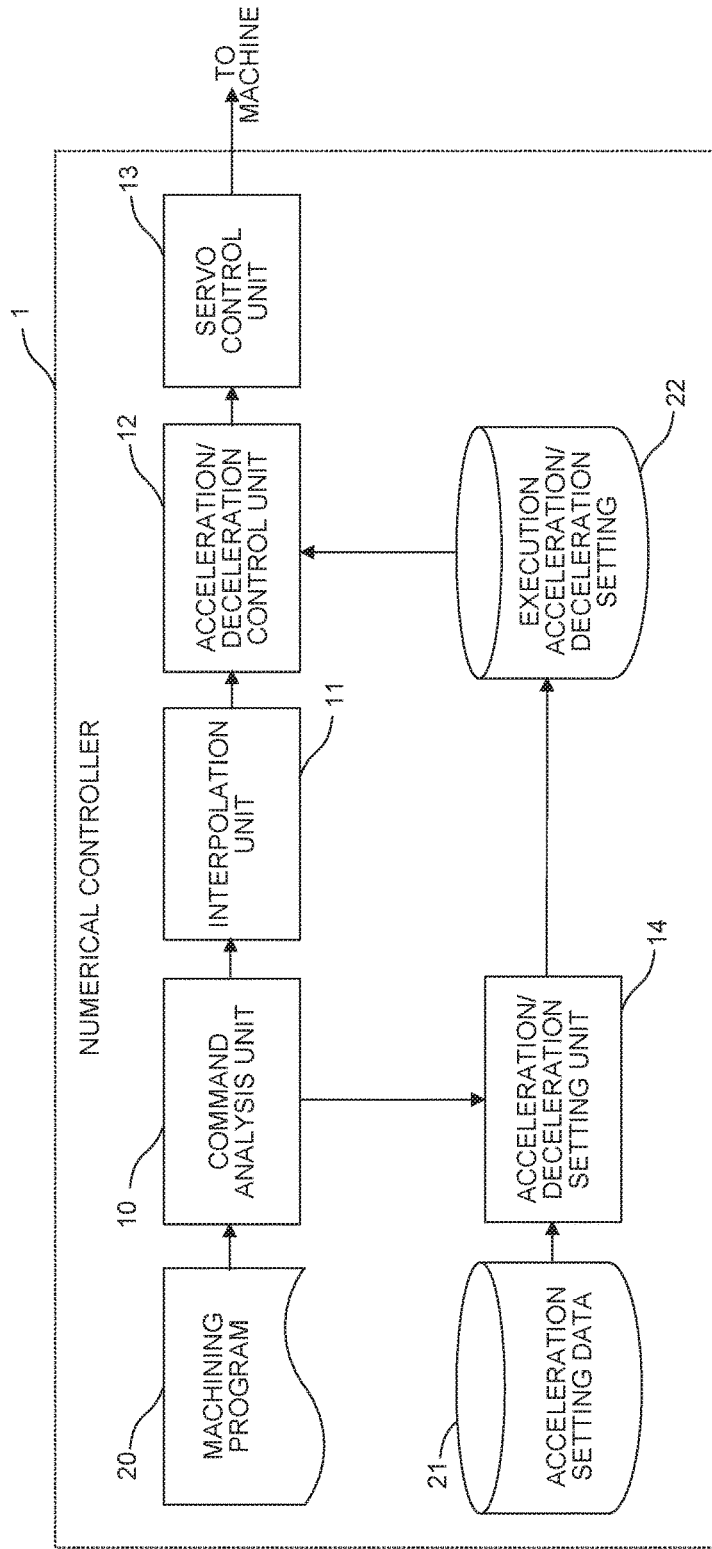 1
NUMERICAL CONTROLLER
20
MACHINING
PROGRAM
10
COMMAND
ANALYSIS UNIT
INTERPOLATION
UNIT
11
12
ACCELERATION/
DECELERATION
CONTROL UNIT
13
SERVO
CONTROL
UNIT
TO
MACHINE
21
ACCELERATION
SETTING DATA
ACCELERATION/
DECELERATION
SETTING UNIT
14
EXECUTION
ACCELERATION/
DECELERATION
SETTING
22